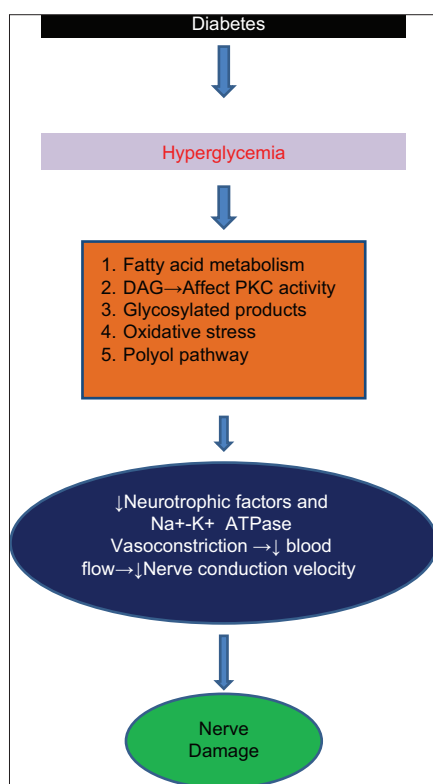 Diabetes
Hyperglycemia
1. Fatty acid metabolism
2. DAG→Affect PKC activity
3. Glycosylated products
4. Oxidative stress
5. Polyol pathway
↓Neurotrophic factors and
Na+-K+ ATPase
Vasoconstriction →↓ blood
flow→↓Nerve conduction velocity
Nerve
Damage